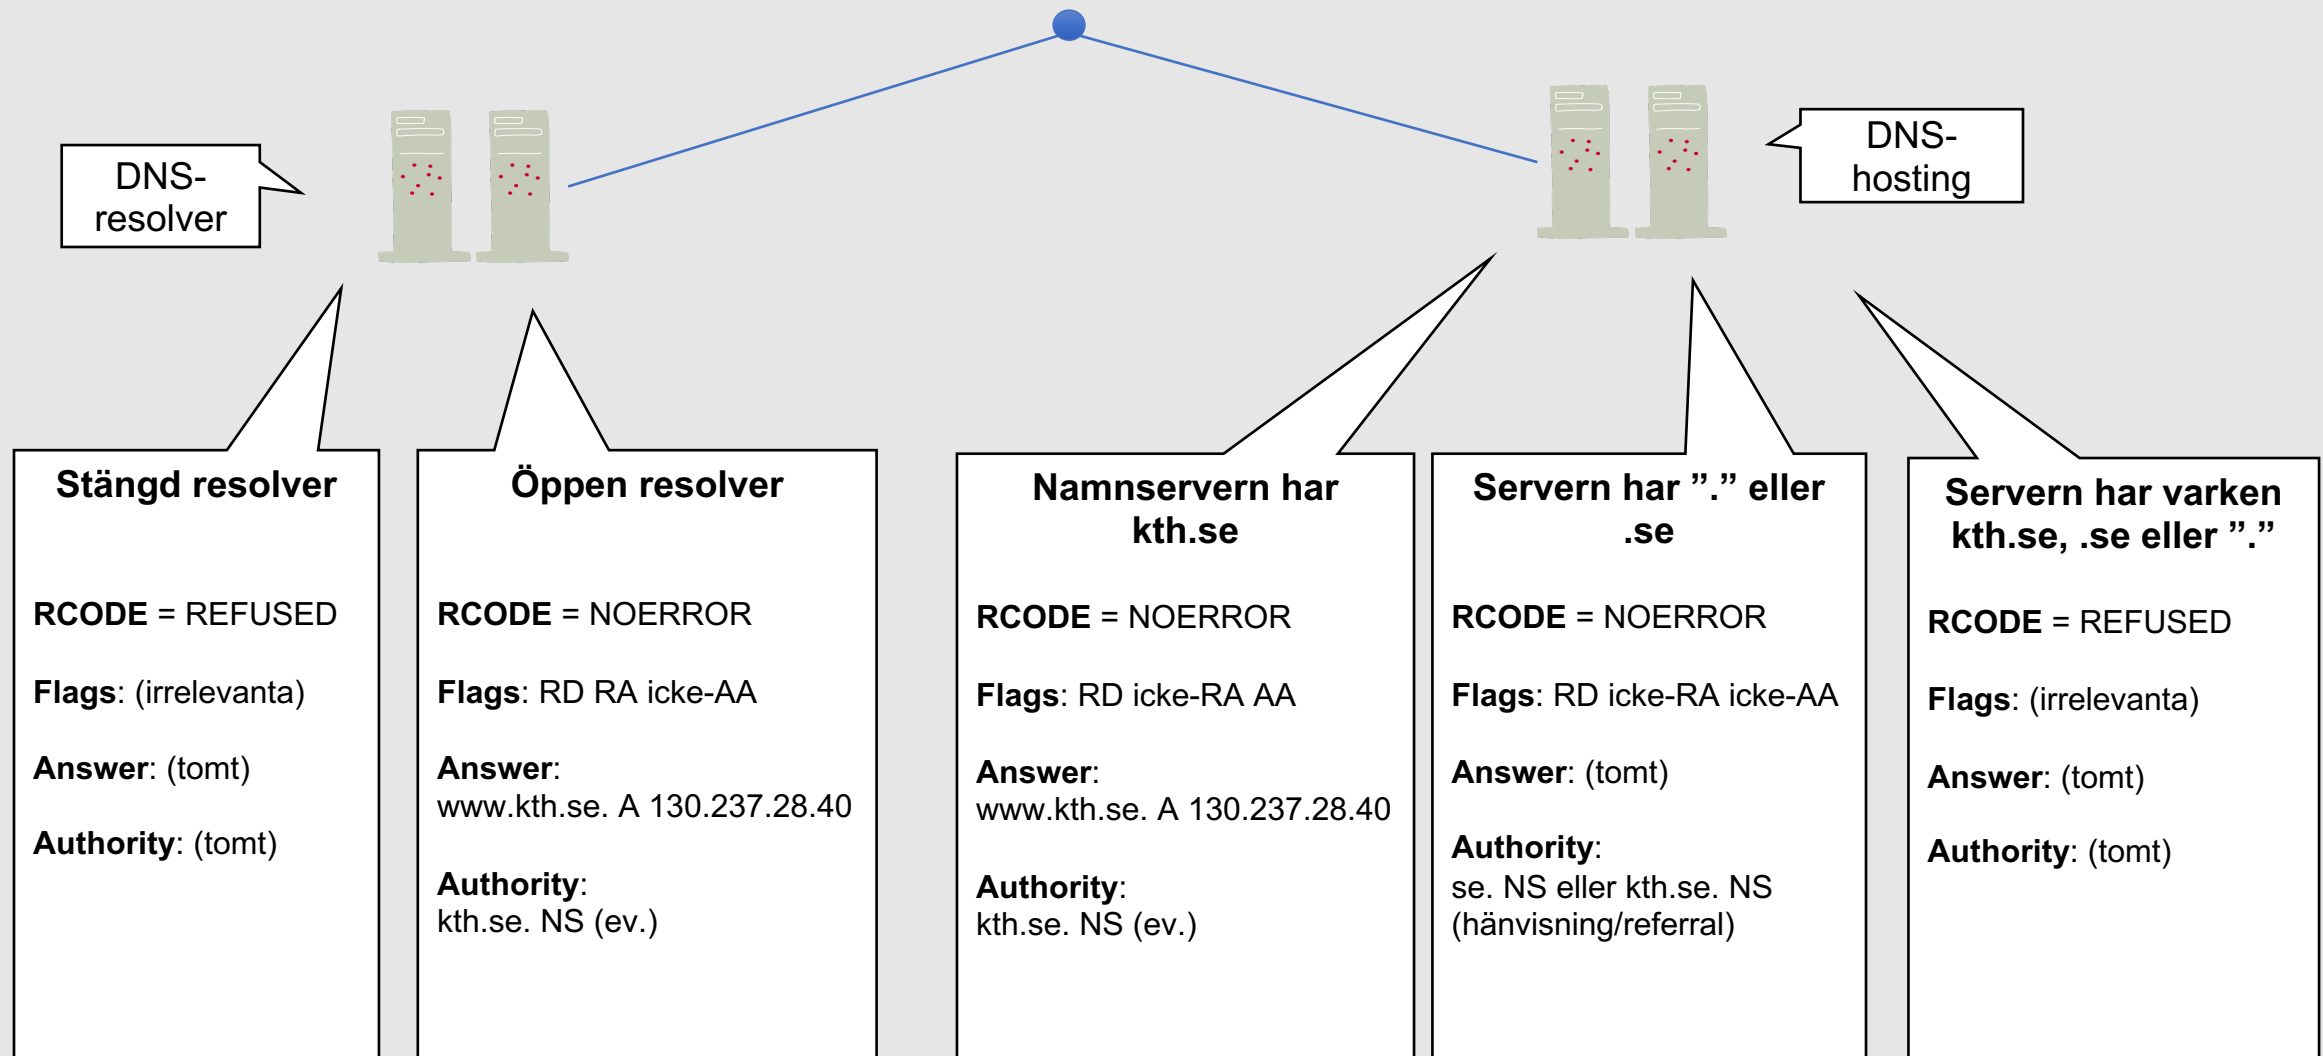 DNS-
resolver
DNS-
hosting
Stängd resolver
RCODE = REFUSED
Flags: (irrelevanta)
Answer: (tomt)
Authority: (tomt)
Öppen resolver
RCODE = NOERROR
Flags: RD RA icke-AA
Answer:
www.kth.se. A 130.237.28.40
Authority:
kth.se. NS (ev.)
Namnservern har
kth.se
RCODE = NOERROR
Flags: RD icke-RA AA
Answer:
www.kth.se. A 130.237.28.40
Authority:
kth.se. NS (ev.)
Servern har ”.” eller
.se
RCODE = NOERROR
Flags: RD icke-RA icke-AA
Answer: (tomt)
Authority:
se. NS eller kth.se. NS
(hänvisning/referral)
Servern har varken
kth.se, .se eller ”.”
RCODE = REFUSED
Flags: (irrelevanta)
Answer: (tomt)
Authority: (tomt)